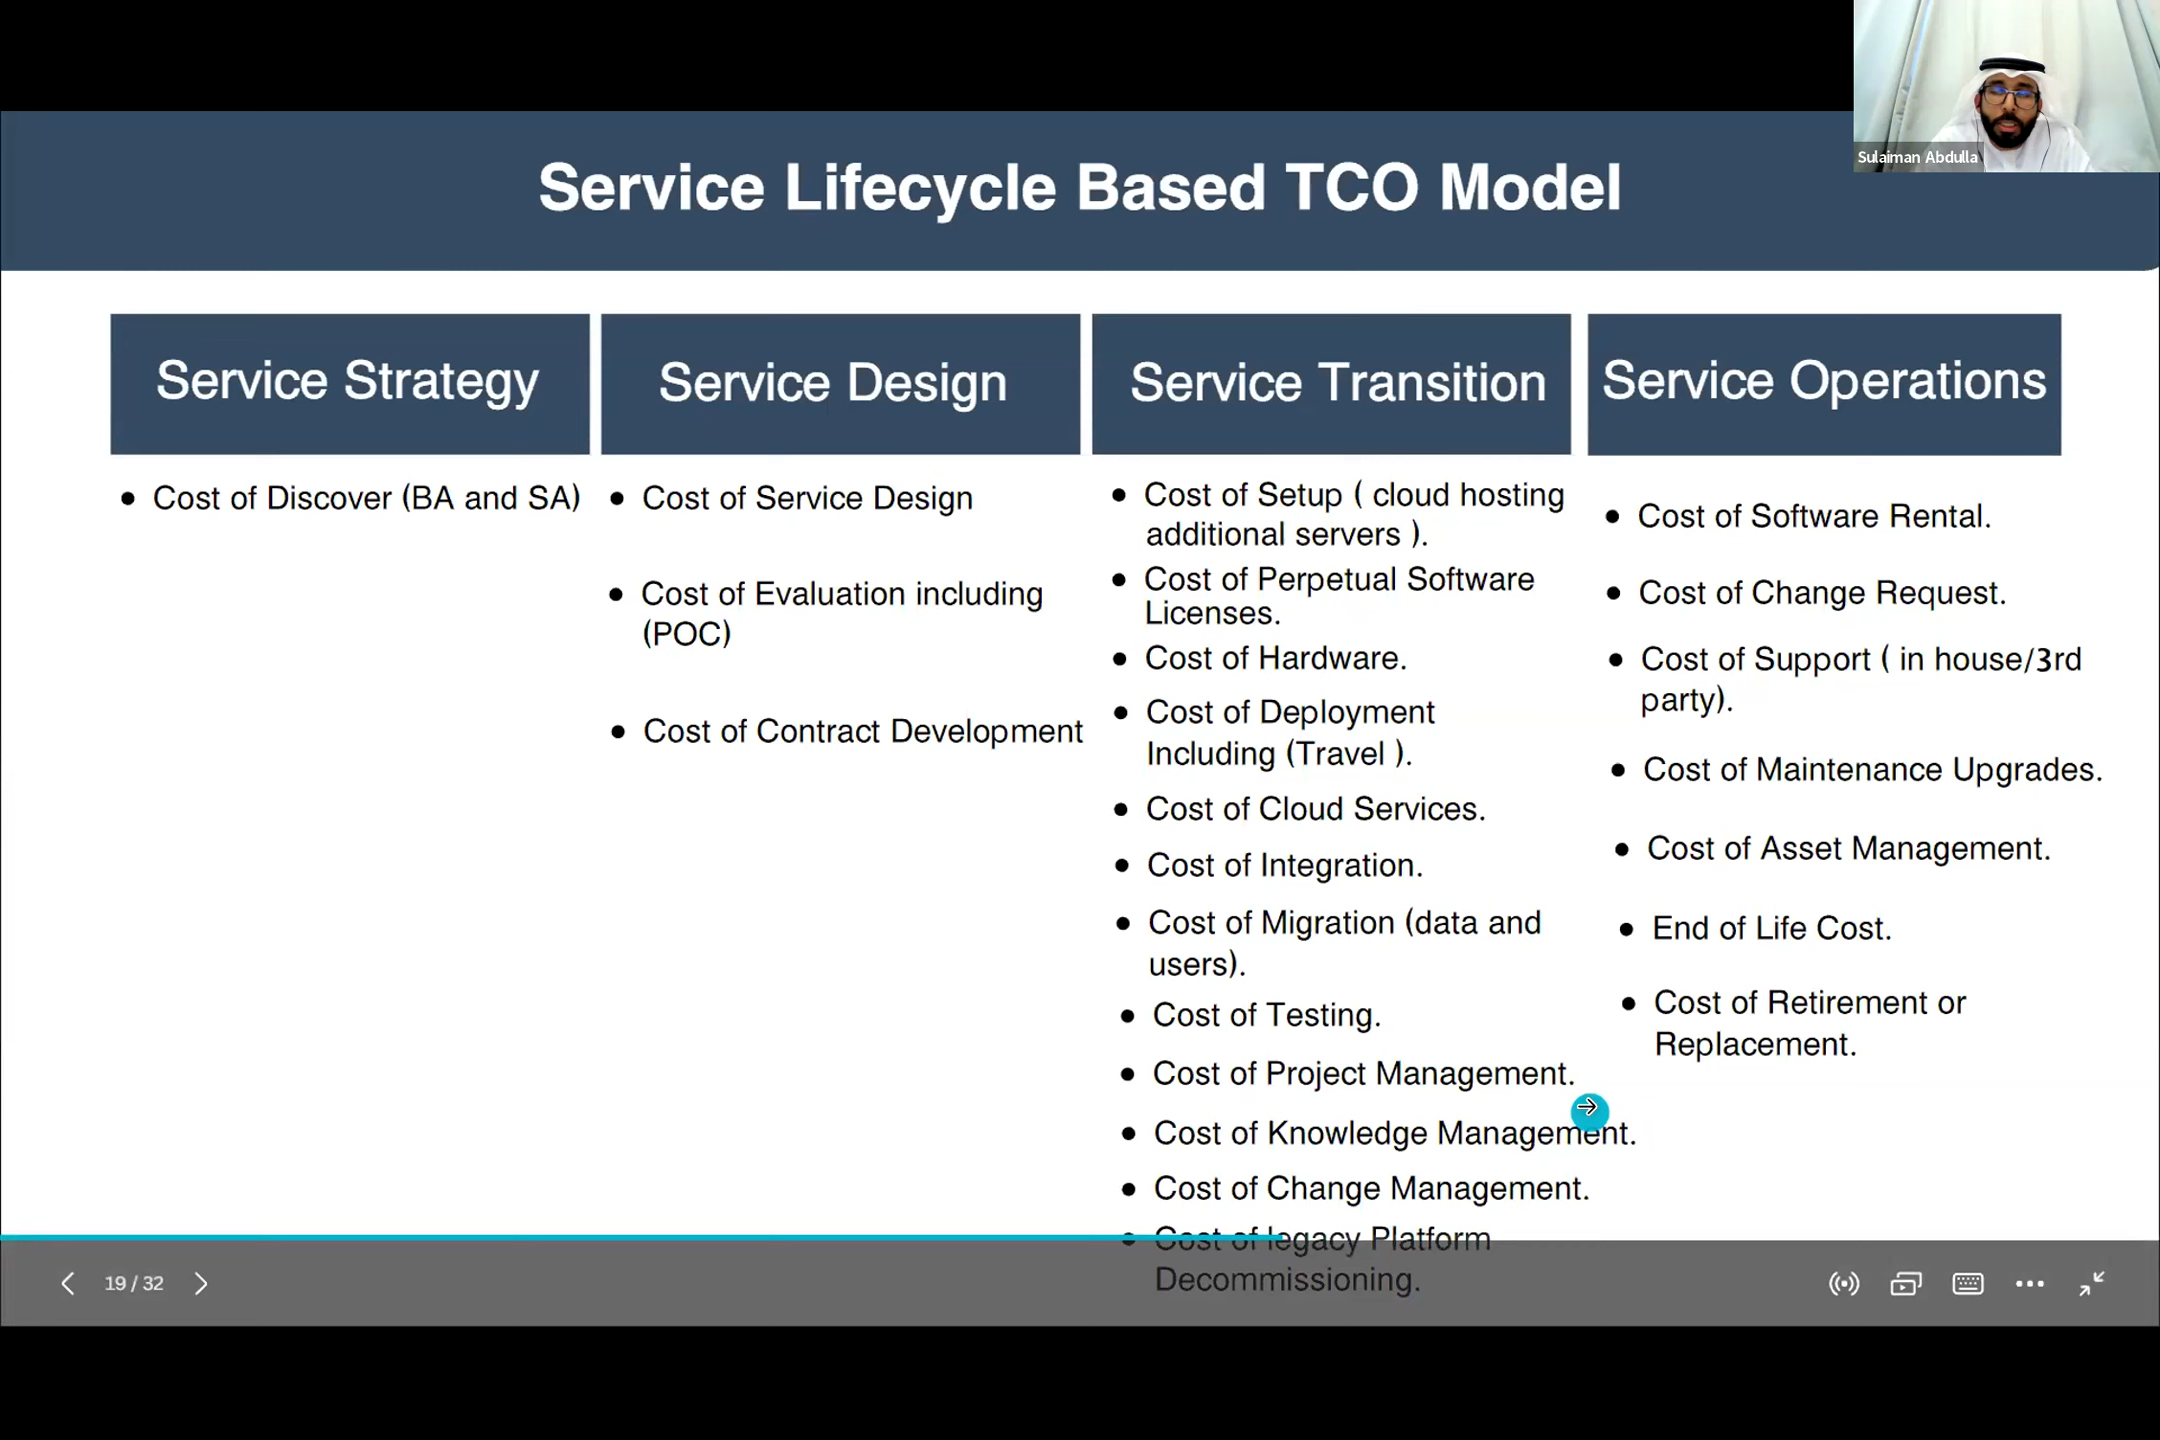 Sulaiman Abdulla
Service Lifecycle Based TCO Model
Service Strategy
• Cost of Discover (BA and SA)
Service Design
• Cost of Service Design
• Cost of Evaluation including
(POC)
• Cost of Contract Development
Service Transition
• Cost of Setup ( cloud hosting
additional servers ).
• Cost of Perpetual Software
Licenses.
• Cost of Hardware.
• Cost of Deployment
Including (Travel ).
• Cost of Cloud Services.
• Cost of Integration.
• Cost of Migration (data and
users).
• Cost of Testing.
• Cost of Project Management.
• Cost of Knowledge Management.
• Cost of Change Management.
• Cost of legacy Platform
Decommissioning.
Service Operations
• Cost of Software Rental.
• Cost of Change Request.
• Cost of Support ( in house/3rd
party).
• Cost of Maintenance Upgrades.
• Cost of Asset Management.
• End of Life Cost.
• Cost of Retirement or
Replacement.
19 / 32